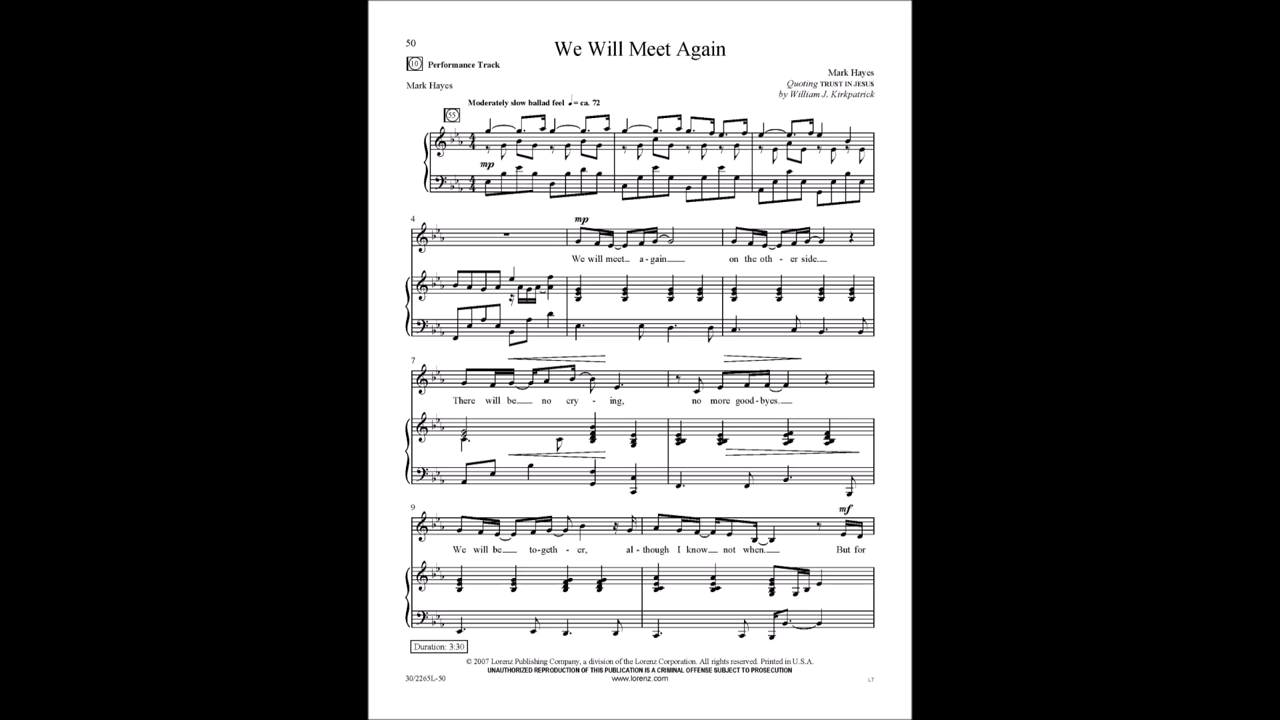 50
We Will Meet Again
10 Performance Track
Mark Hayes
Mark Hayes
Quoting TRUST IN JESUS
by William J. Kirkpatrick
Moderately slow ballad feel ♩= ca. 72
55
mp
4
mp
We will meet a-gain on the oth - er side.
7
There will be no cry - ing, no more good-byes.
9
mf
We will be to-geth - er, al - though I know not when. But for
Duration: 3:30
© 2007 Lorenz Publishing Company, a division of the Lorenz Corporation. All rights reserved. Printed in U.S.A.
UNAUTHORIZED REPRODUCTION OF THIS PUBLICATION IS A CRIMINAL OFFENSE SUBJECT TO PROSECUTION
www.lorenz.com
30/2265L-50
LT